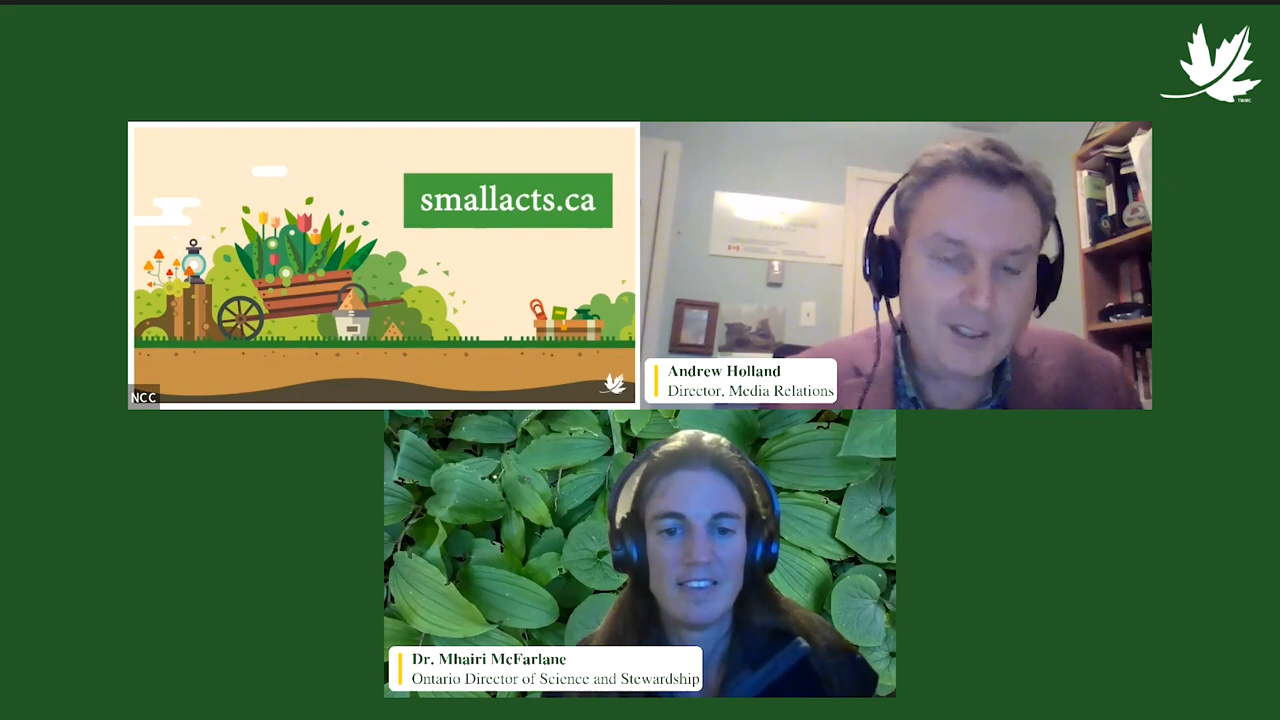 smallacts.ca
NCC
Andrew Holland
Director, Media Relations
Dr. Mhairi McFarlane
Ontario Director of Science and Stewardship